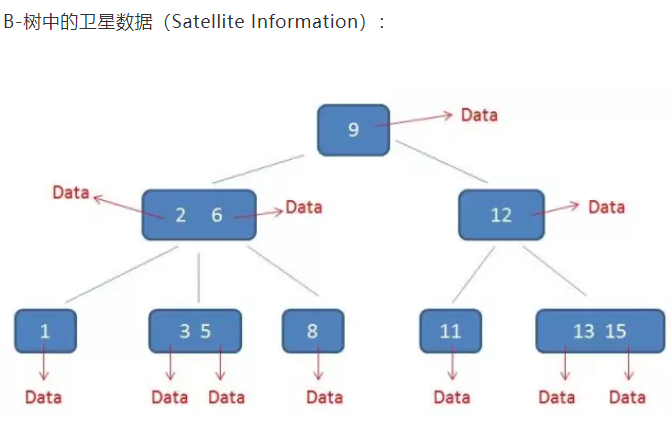 B-树中的卫星数据（Satellite Information）：
9 Data
Data 2 6 Data 12 Data
1 3 5 8 11 13 15
Data Data Data Data Data Data Data